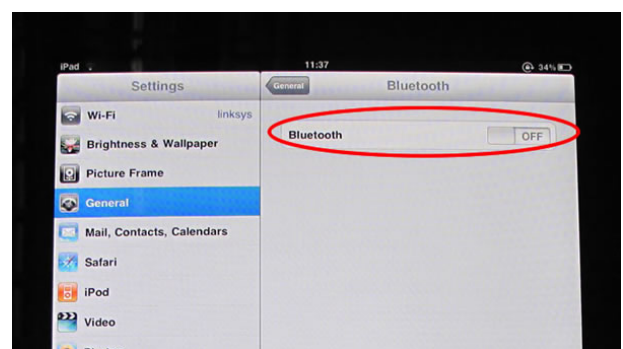 iPad 11:37 34%
Settings
General Bluetooth
Wi-Fi linksys
Bluetooth OFF
Brightness & Wallpaper
Picture Frame
General
Mail, Contacts, Calendars
Safari
iPod
Video